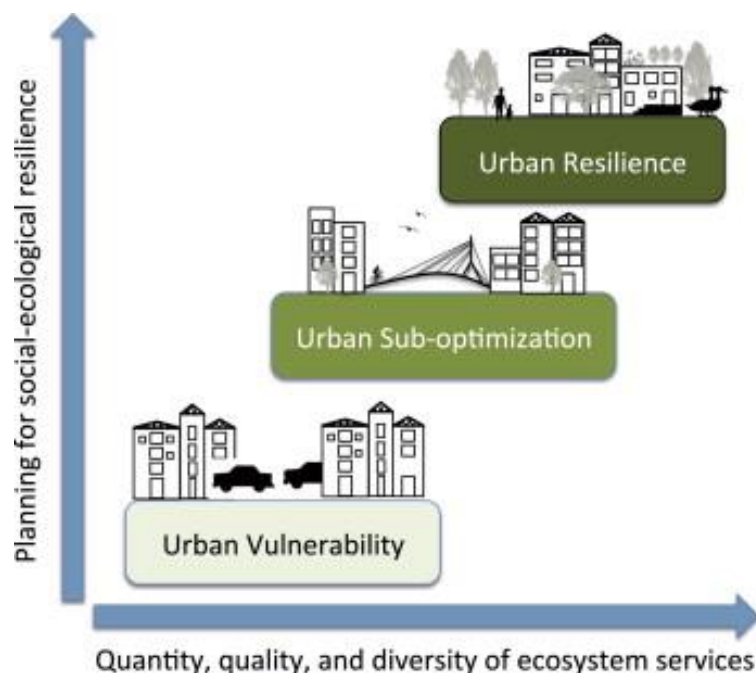 Planning for social-ecological resilience
Urban Resilience
Urban Sub-optimization
Urban Vulnerability
Quantity, quality, and diversity of ecosystem services